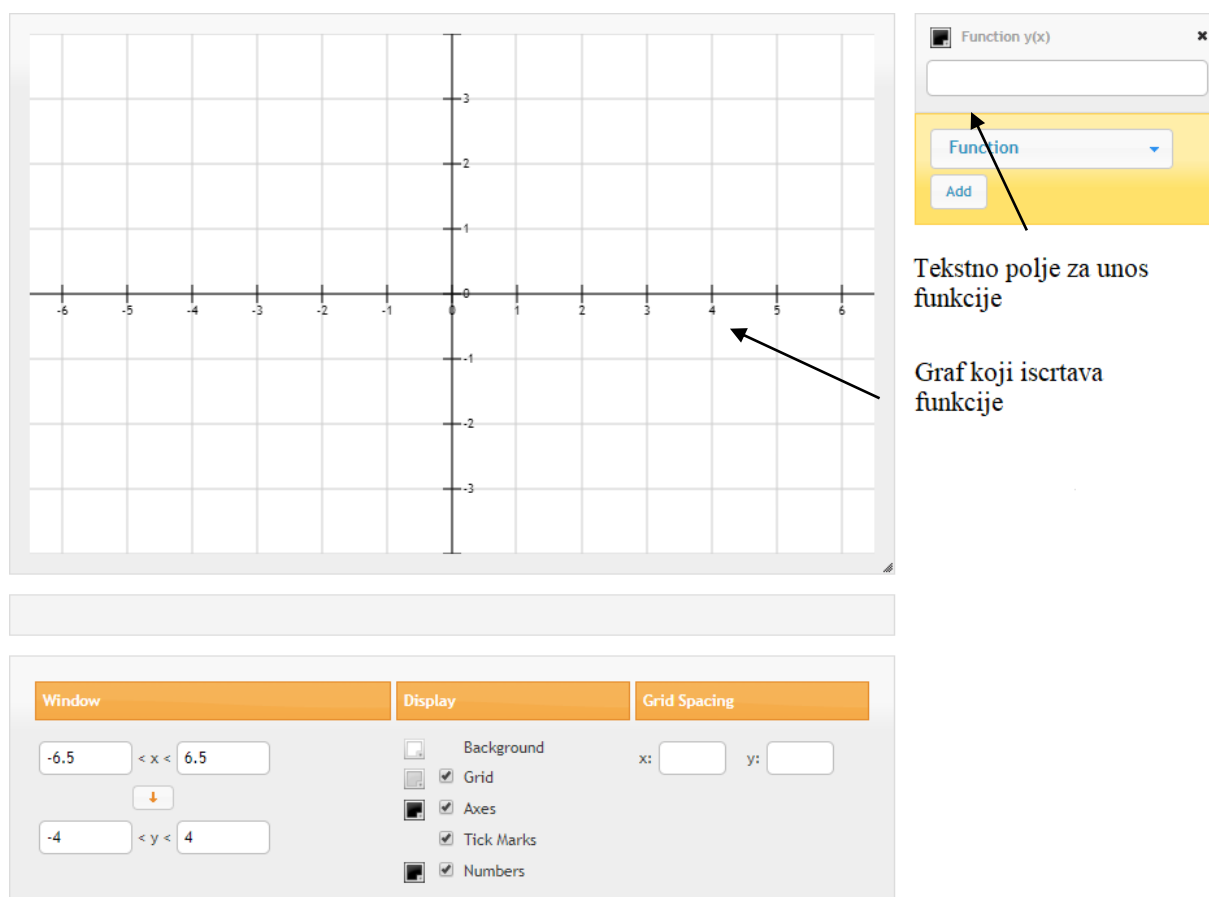 Function y(x)
Function
Add
Tekstno polje za unos
funkcije
Graf koji iscrtava
funkcije
3
2
1
0
-6 -5 -4 -3 -2 -1 0 1 2 3 4 5 6
-1
-2
-3
Window Display Grid Spacing
-6.5 < x < 6.5
Background
x: y:
Grid
Axes
-4 < y < 4
Tick Marks
Numbers